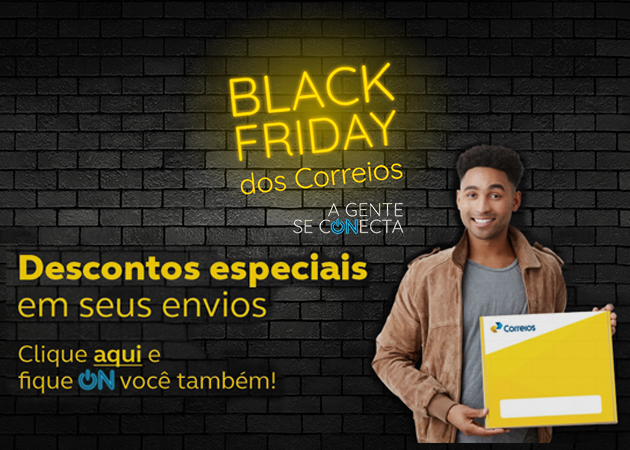 BLACK
FRIDAY
dos Correios
A GENTE
SE CONECTA
Descontos especiais
em seus envios
Clique aqui e
fique ON você também!
Correios